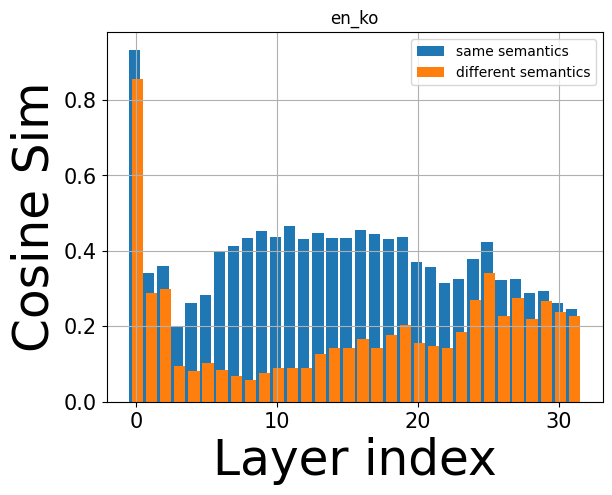 en_ko
same semantics
different semantics
Cosine Sim
0.8
0.6
0.4
0.2
0.0
0
10
20
30
Layer index